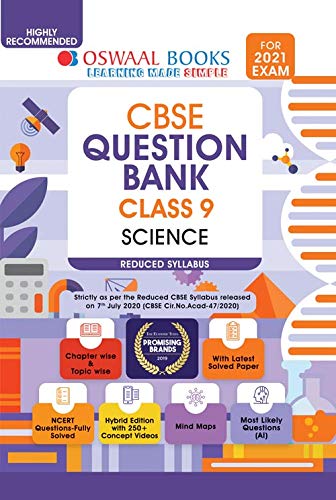 HIGHLY
RECOMMENDED
OSWAAL BOOKS
LEARNING MADE SIMPLE
FOR
2021
EXAM
CBSE
QUESTION
BANK
CLASS 9
SCIENCE
REDUCED SYLLABUS
Strictly as per the Reduced CBSE Syllabus released
on 7th July 2020 (CBSE Cir.No.Acad-47/2020)
Chapter wise
&
Topic wise
THE ECONOMIC TIMES
PROMISING
BRANDS
2019
With Latest
Solved Paper
NCERT
Questions-Fully
Solved
Hybrid Edition
with 250+
Concept Videos
Mind Maps
Most Likely
Questions
(AI)